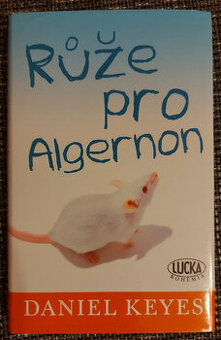 Růže
pro
Algernon
LUCKA
BOHEMIA
DANIEL KEYES